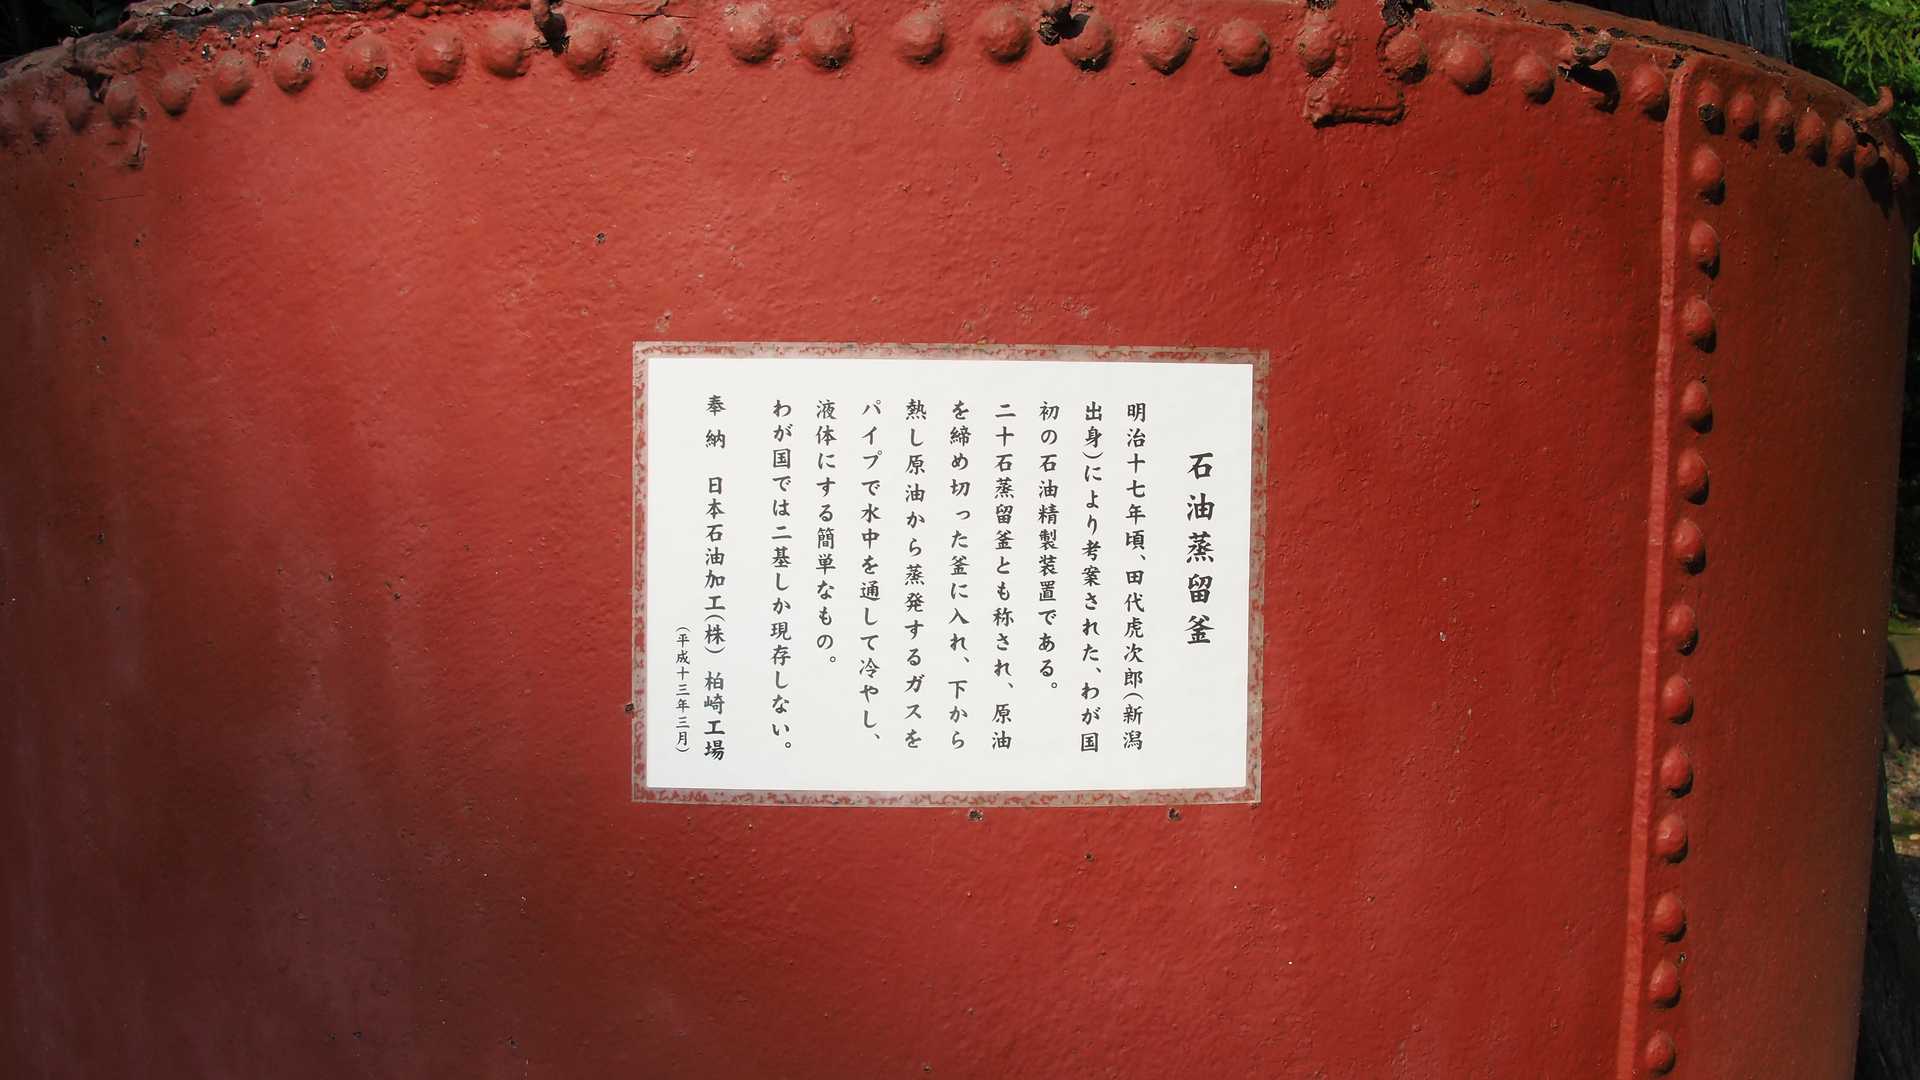 石油蒸留釜
明治十七年頃、田代虎次郎(新潟
出身)により考案された、わが国
初の石油精製装置である。
二十石蒸留釜とも称され、原油
を締め切った釜に入れ、下から
熱し原油から蒸発するガスを
パイプで水中を通して冷やし、
液体にする簡単なもの。
わが国では二基しか現存しない。
奉納 日本石油加工(株) 柏崎工場
(平成十三年三月)